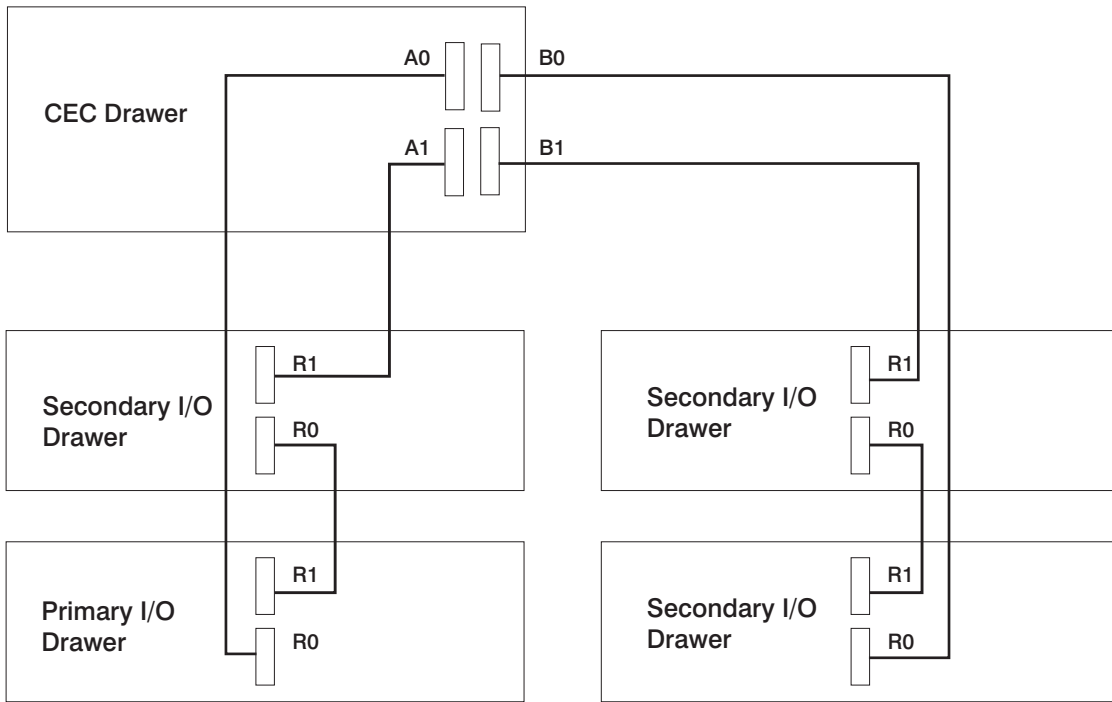 A0
B0
CEC Drawer
A1
B1
R1
Secondary I/O
Drawer
R0
R1
Secondary I/O
Drawer
R0
R1
Primary I/O
Drawer
R0
R1
Secondary I/O
Drawer
R0